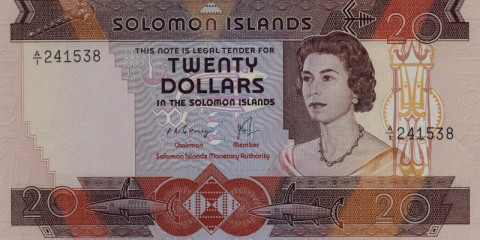 SOLOMON ISLANDS
20
A/1 241538
THIS NOTE IS LEGAL TENDER FOR
TWENTY
DOLLARS
IN THE SOLOMON ISLANDS
A/1 241538
Chairman Member
Solomon Islands Monetary Authority
20 20